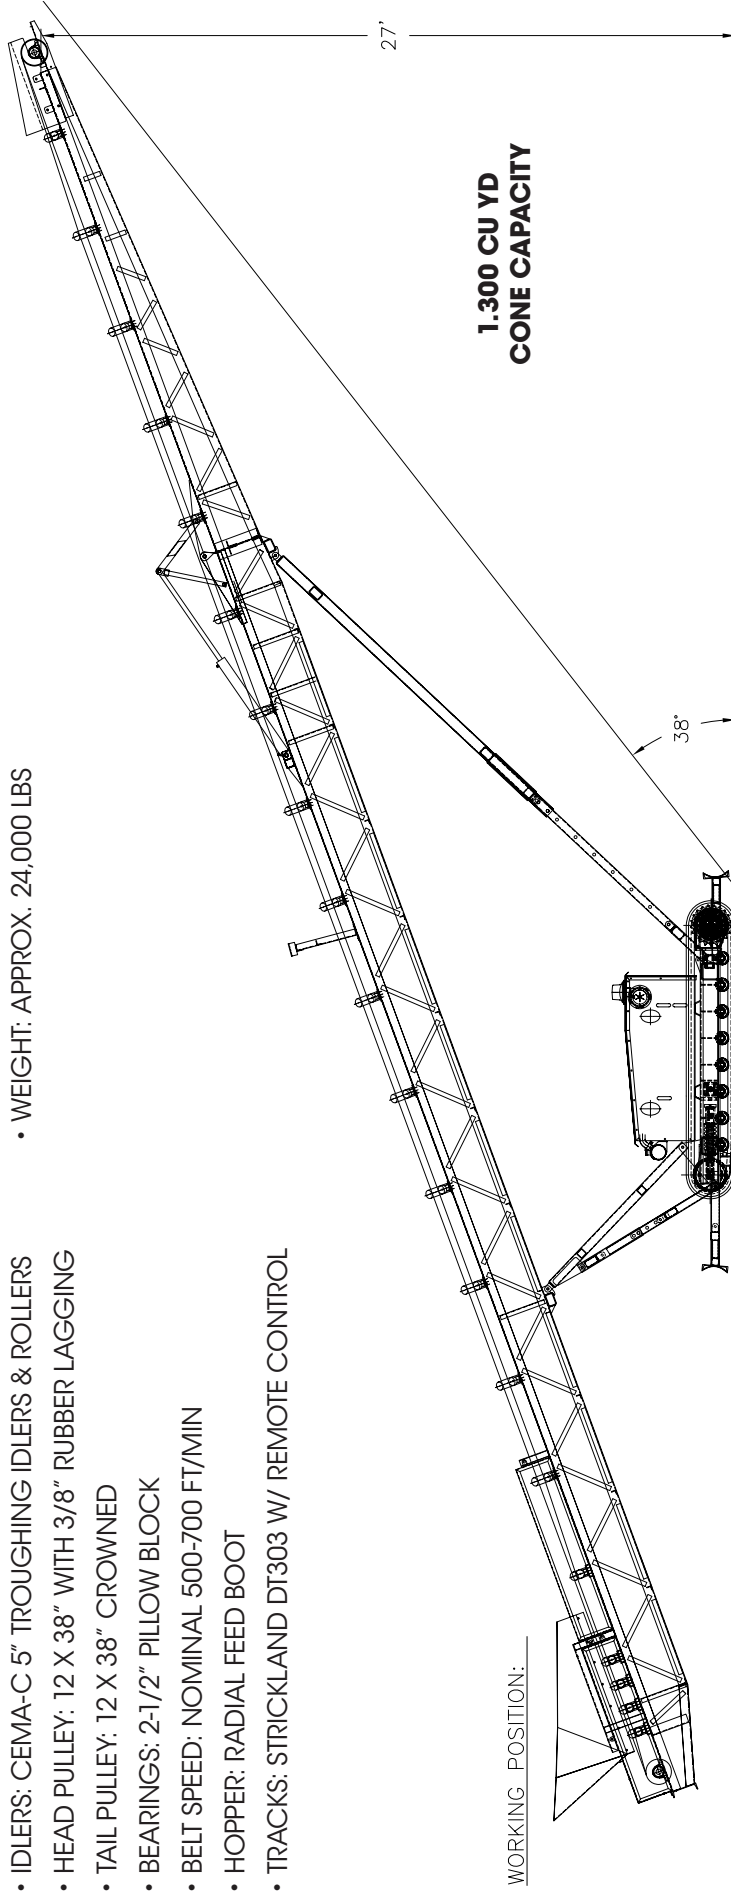 • IDLERS: CEMA-C 5" TROUGHING IDLERS & ROLLERS
• HEAD PULLEY: 12 X 38" WITH 3/8" RUBBER LAGGING
• TAIL PULLEY: 12 X 38" CROWNED
• BEARINGS: 2-1/2" PILLOW BLOCK
• BELT SPEED: NOMINAL 500-700 FT/MIN
• HOPPER: RADIAL FEED BOOT
• TRACKS: STRICKLAND DT303 W/ REMOTE CONTROL
• WEIGHT: APPROX. 24,000 LBS
WORKING POSITION:
1.300 CU YD
CONE CAPACITY
38°
27'